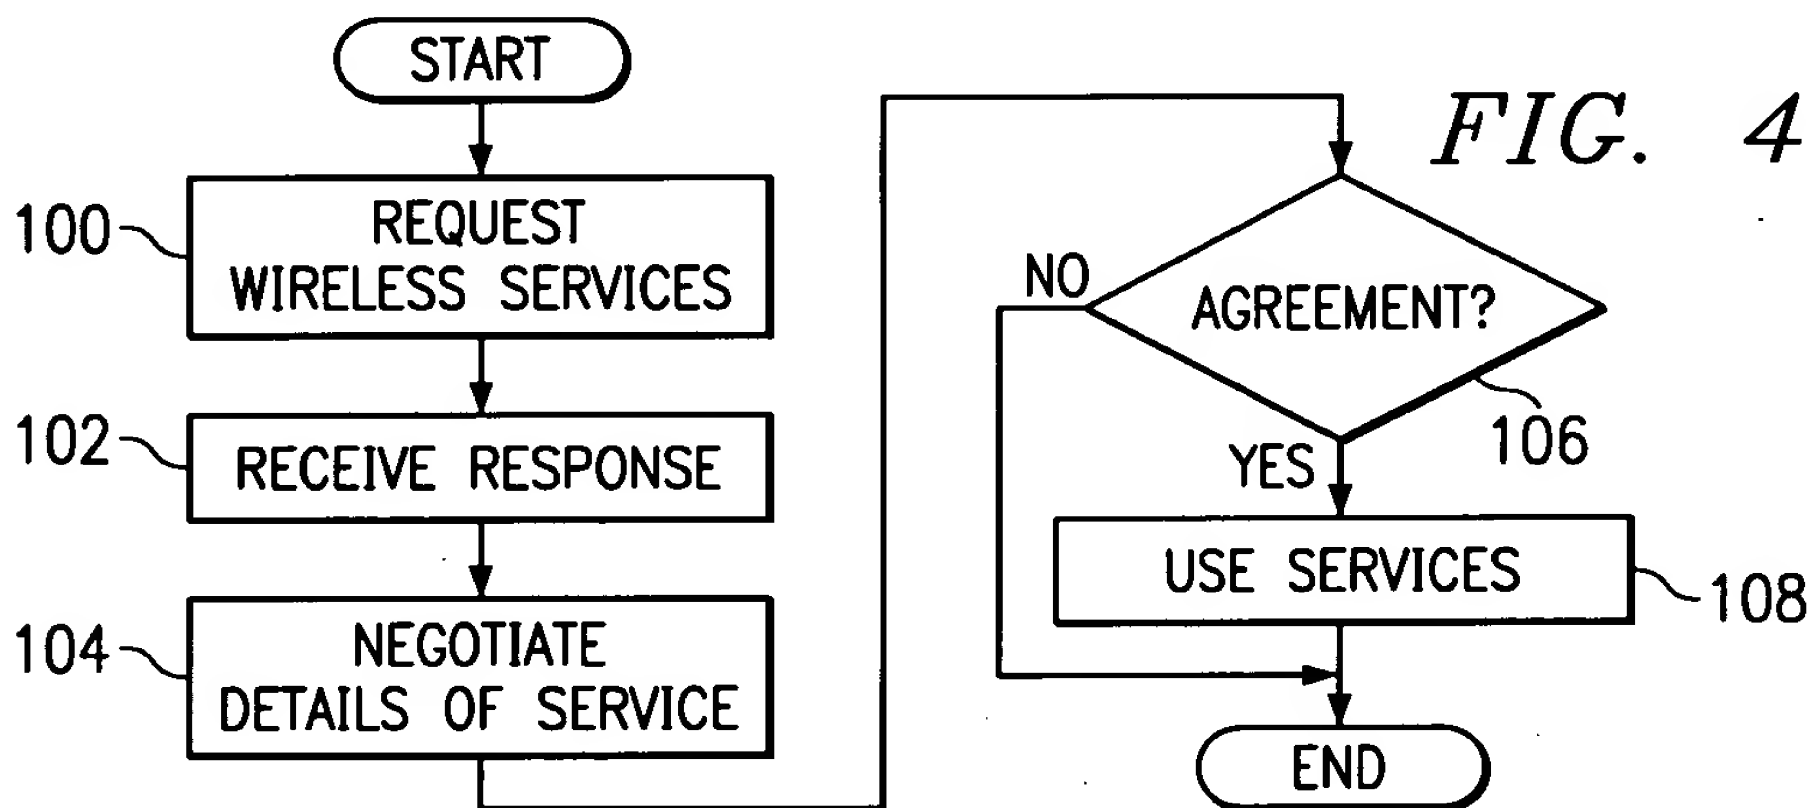 START
100
REQUEST
WIRELESS SERVICES
102
RECEIVE RESPONSE
104
NEGOTIATE
DETAILS OF SERVICE
FIG. 4
NO
AGREEMENT?
106
YES
USE SERVICES
108
END